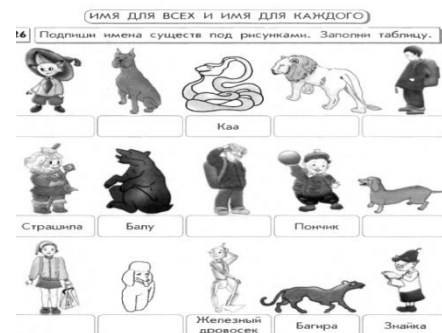 ИМЯ ДЛЯ ВСЕХ И ИМЯ ДЛЯ КАЖДОГО
26 Подпиши имена существ под рисунками. Заполни таблицу.
Каа
Страшила Балу Пончик
Железный
дровосек Багира Знайка